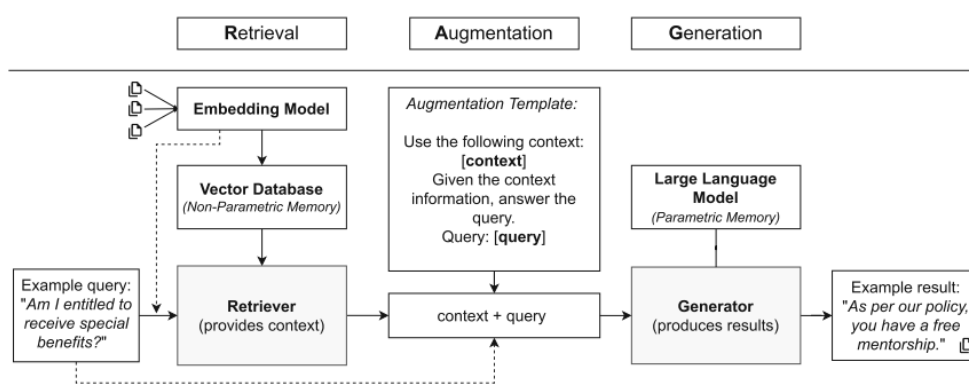 Retrieval
Augmentation
Generation
Embedding Model
Vector Database
(Non-Parametric Memory)
Augmentation Template:
Use the following context:
[context]
Given the context
information, answer the
query.
Query: [query]
Large Language
Model
(Parametric Memory)
Example query:
"Am I entitled to
receive special
benefits?"
Retriever
(provides context)
context + query
Generator
(produces results)
Example result:
"As per our policy,
you have a free
mentorship."